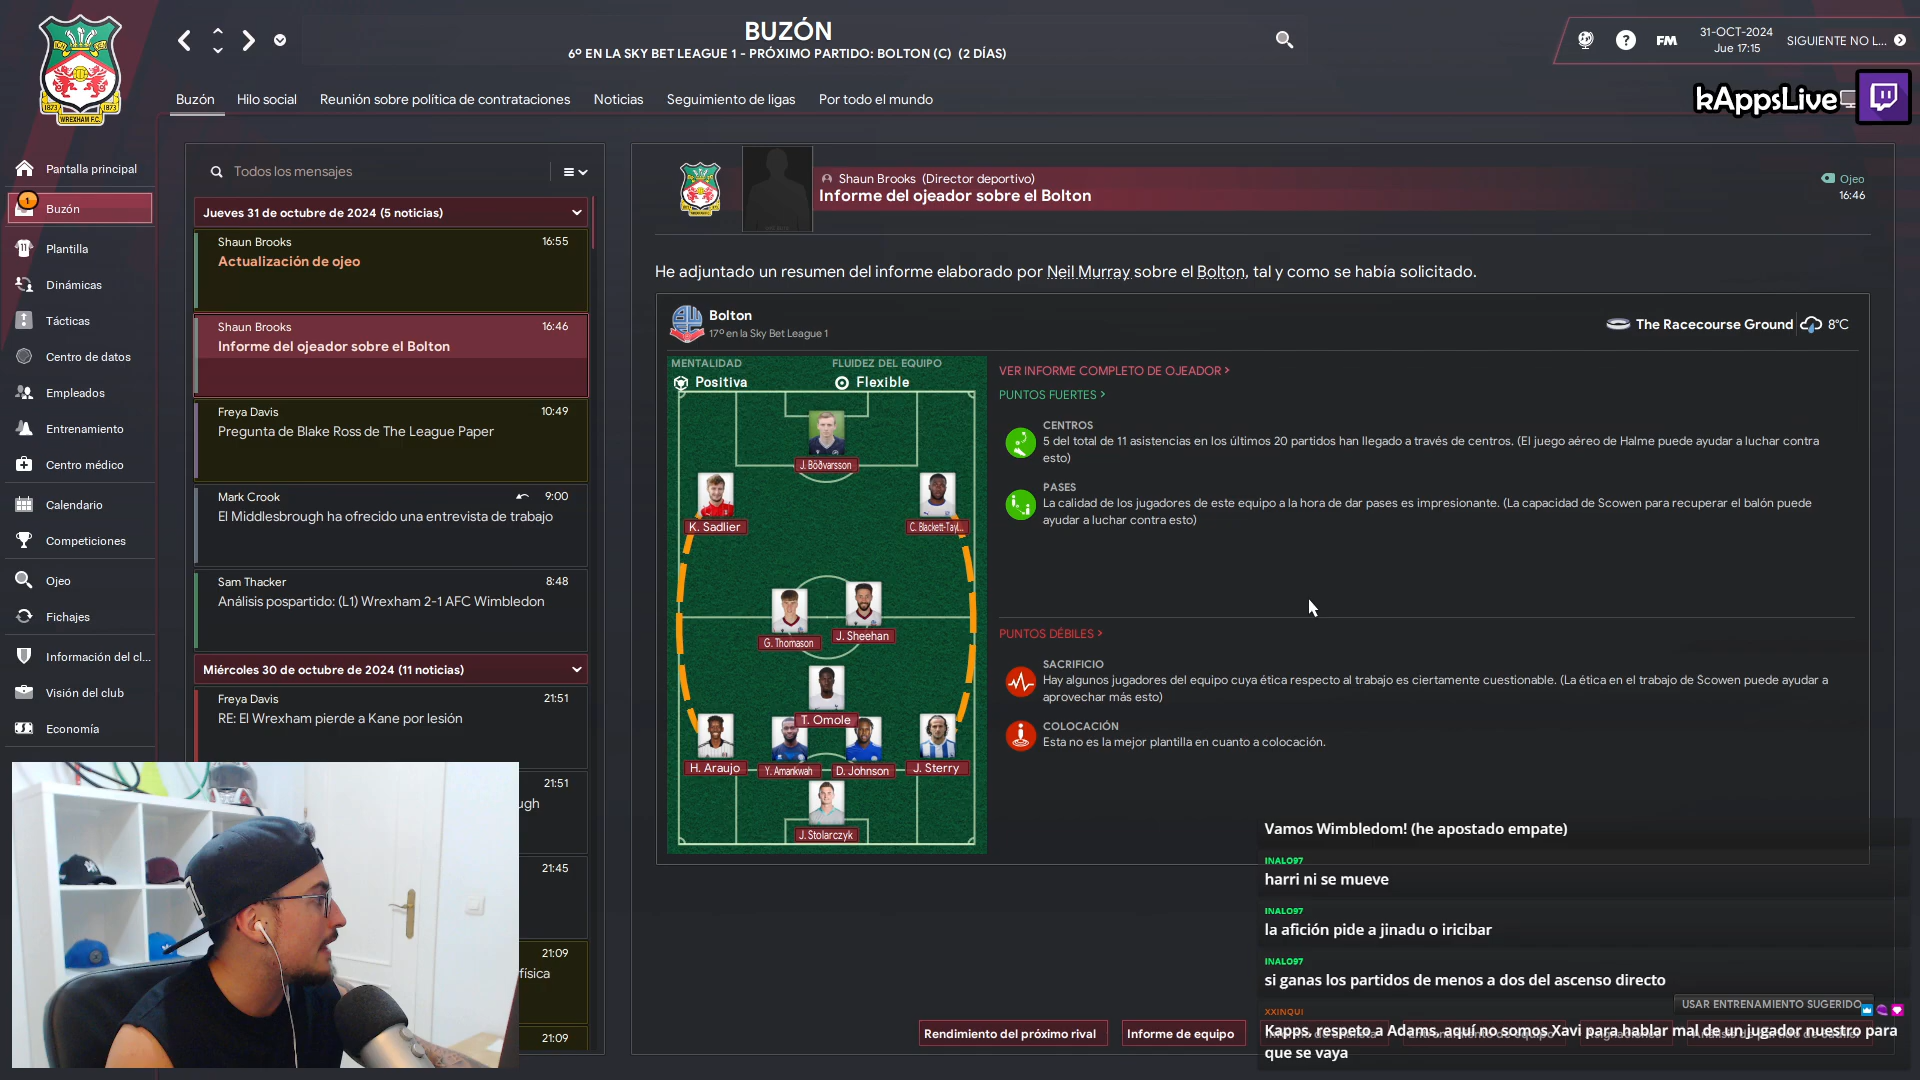 BUZÓN
6º EN LA SKY BET LEAGUE 1 - PRÓXIMO PARTIDO: BOLTON (C) (2 DÍAS)
FM
31-OCT-2024
Jue 17:15
SIGUIENTE NO L...
Buzón
Hilo social
Reunión sobre política de contrataciones
Noticias
Seguimiento de ligas
Por todo el mundo
kAppsLive
WREXHAM F.C.
Pantalla principal
1
Buzón
Plantilla
Dinámicas
Tácticas
Centro de datos
Empleados
Entrenamiento
Centro médico
Calendario
Competiciones
Ojeo
Fichajes
Información del cl...
Visión del club
Economía
Todos los mensajes
Jueves 31 de octubre de 2024 (5 noticias)
Shaun Brooks 16:55
Actualización de ojeo
Shaun Brooks 16:46
Informe del ojeador sobre el Bolton
Freya Davis 10:49
Pregunta de Blake Ross de The League Paper
Mark Crook 9:00
El Middlesbrough ha ofrecido una entrevista de trabajo
Sam Thacker 8:48
Análisis pospartido: (L1) Wrexham 2-1 AFC Wimbledon
Miércoles 30 de octubre de 2024 (11 noticias)
Freya Davis 21:51
RE: El Wrexham pierde a Kane por lesión
21:51
ugh
21:45
21:09
física
21:09
Shaun Brooks (Director deportivo)
Informe del ojeador sobre el Bolton
Ojeo
16:46
He adjuntado un resumen del informe elaborado por Neil Murray sobre el Bolton, tal y como se había solicitado.
Bolton
17º en la Sky Bet League 1
The Racecourse Ground
8°C
MENTALIDAD
Positiva
FLUIDEZ DEL EQUIPO
Flexible
J. Böðvarsson
K. Sadlier
C. Blackett-Tayl...
G. Thomason
J. Sheehan
T. Omole
H. Araujo
Y. Amankwah
D. Johnson
J. Sterry
J. Stolarczyk
VER INFORME COMPLETO DE OJEADOR >
PUNTOS FUERTES >
CENTROS
5 del total de 11 asistencias en los últimos 20 partidos han llegado a través de centros. (El juego aéreo de Halme puede ayudar a luchar contra
esto)
PASES
La calidad de los jugadores de este equipo a la hora de dar pases es impresionante. (La capacidad de Scowen para recuperar el balón puede
ayudar a luchar contra esto)
PUNTOS DÉBILES >
SACRIFICIO
Hay algunos jugadores del equipo cuya ética respecto al trabajo es ciertamente cuestionable. (La ética en el trabajo de Scowen puede ayudar a
aprovechar más esto)
COLOCACIÓN
Esta no es la mejor plantilla en cuanto a colocación.
Vamos Wimbledom! (he apostado empate)
INALO97
harri ni se mueve
INALO97
la afición pide a jinadu o iricibar
INALO97
si ganas los partidos de menos a dos del ascenso directo
USAR ENTRENAMIENTO SUGERIDO
XXINQUI
Kapps, respeto a Adams, aquí no somos Xavi para hablar mal de un jugador nuestro para
que se vaya
Rendimiento del próximo rival
Informe de equipo